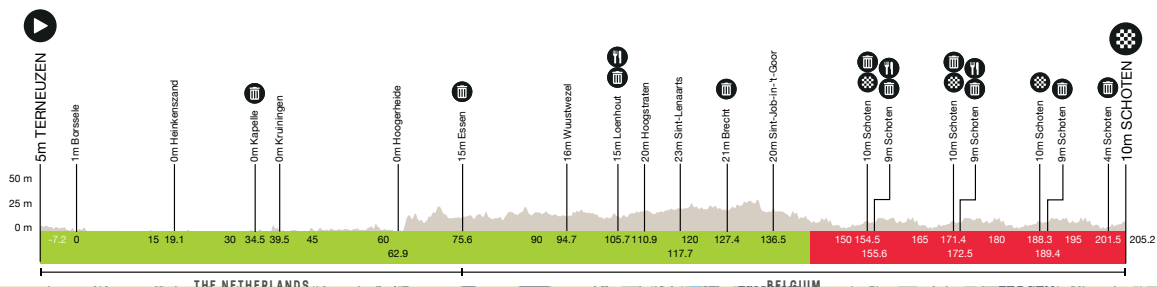 5m TERNEUZEN
1m Borssele
0m Heinkenszand
0m Kapelle
0m Kruiningen
0m Hoogerheide
15m Essen
16m Wuustwezel
15m Loenhout
20m Hoogstraten
23m Sint-Lenaarts
21m Brecht
20m Sint-Job-in-'t-Goor
10m Schoten
9m Schoten
10m Schoten
9m Schoten
10m Schoten
9m Schoten
4m Schoten
10m SCHOTEN
50 m
25 m
0 m
-7.2 0 15 19.1 30 34.5 39.5 45 60 75.6 90 94.7 105.7 110.9 120 127.4 136.5 150 154.5 165 171.4 180 188.3 195 201.5 205.2
62.9 117.7 155.6 172.5 189.4
THE NETHERLANDS BELGIUM